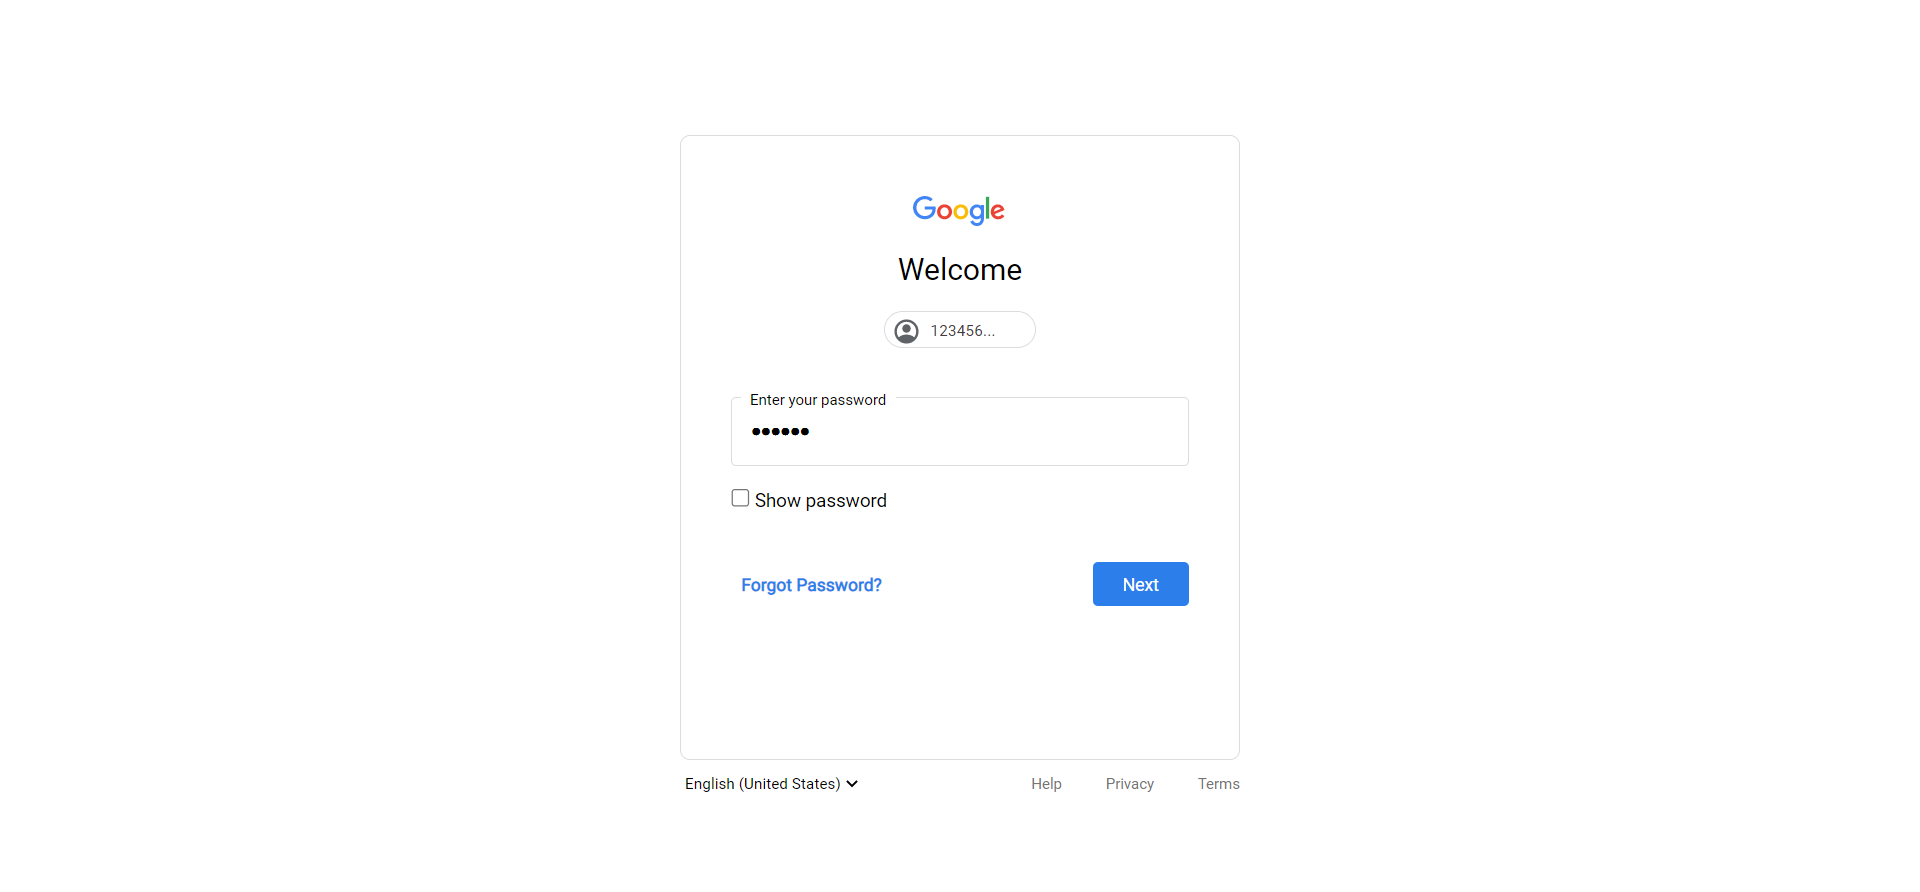 Google
Welcome
123456...
Enter your password
••••••
Show password
Forgot Password?
Next
English (United States)
Help
Privacy
Terms